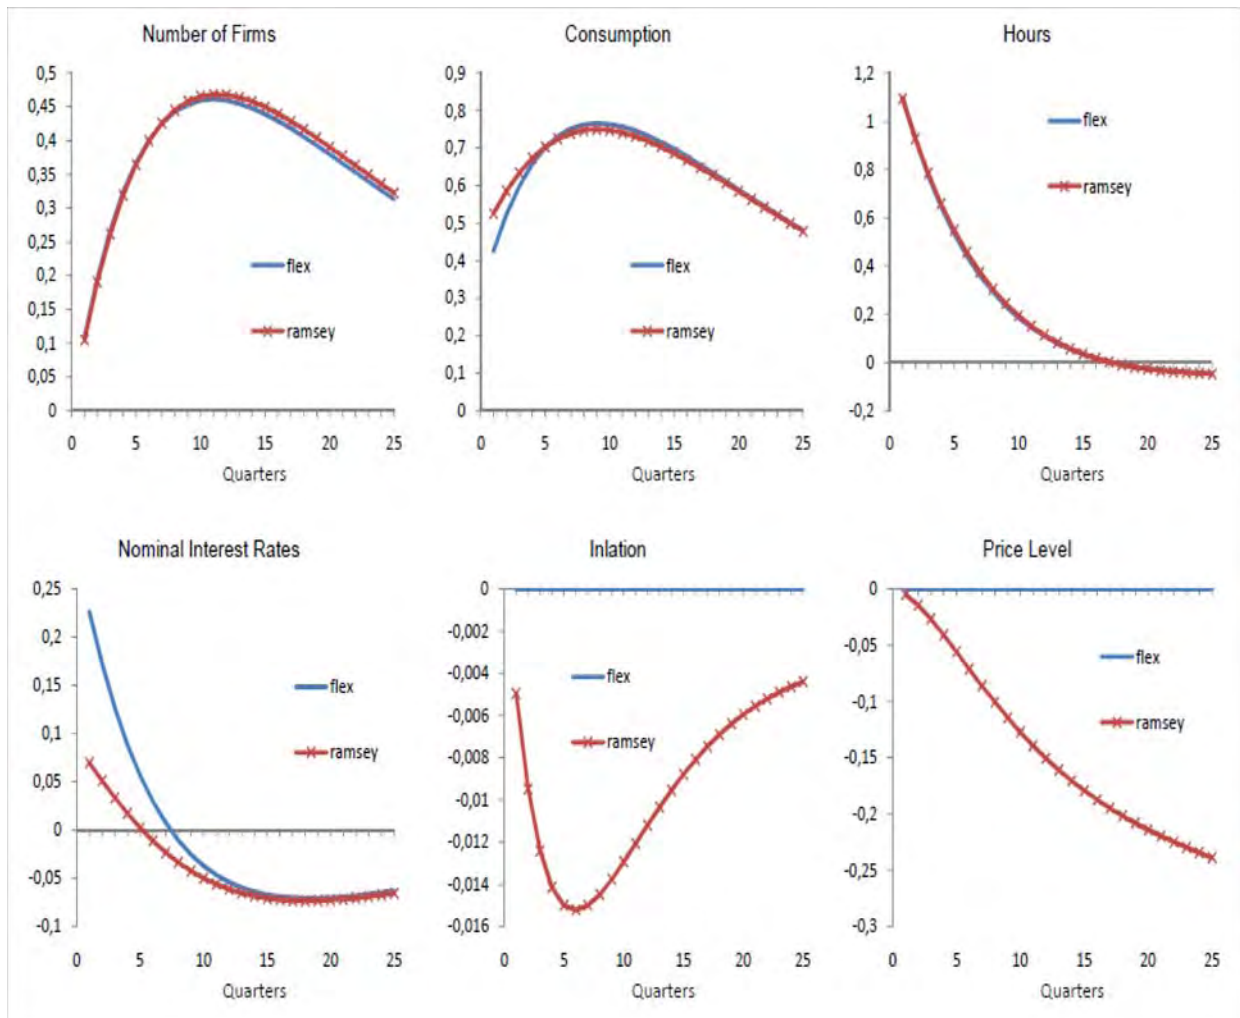 Number of Firms
0,5
0,45
0,4
0,35
0,3
0,25
0,2
0,15
0,1
0,05
0
flex
ramsey
0 5 10 15 20 25
Quarters
Consumption
0,9
0,8
0,7
0,6
0,5
0,4
0,3
0,2
0,1
0
flex
ramsey
0 5 10 15 20 25
Quarters
Hours
1,2
1
0,8
0,6
0,4
0,2
0
-0,2
flex
ramsey
0 5 10 15 20 25
Quarters
Nominal Interest Rates
0,25
0,2
0,15
0,1
0,05
0
-0,05
-0,1
flex
ramsey
0 5 10 15 20 25
Quarters
Inlation
0
-0,002
-0,004
-0,006
-0,008
-0,01
-0,012
-0,014
-0,016
flex
ramsey
0 5 10 15 20 25
Quarters
Price Level
0
-0,05
-0,1
-0,15
-0,2
-0,25
-0,3
flex
ramsey
0 5 10 15 20 25
Quarters